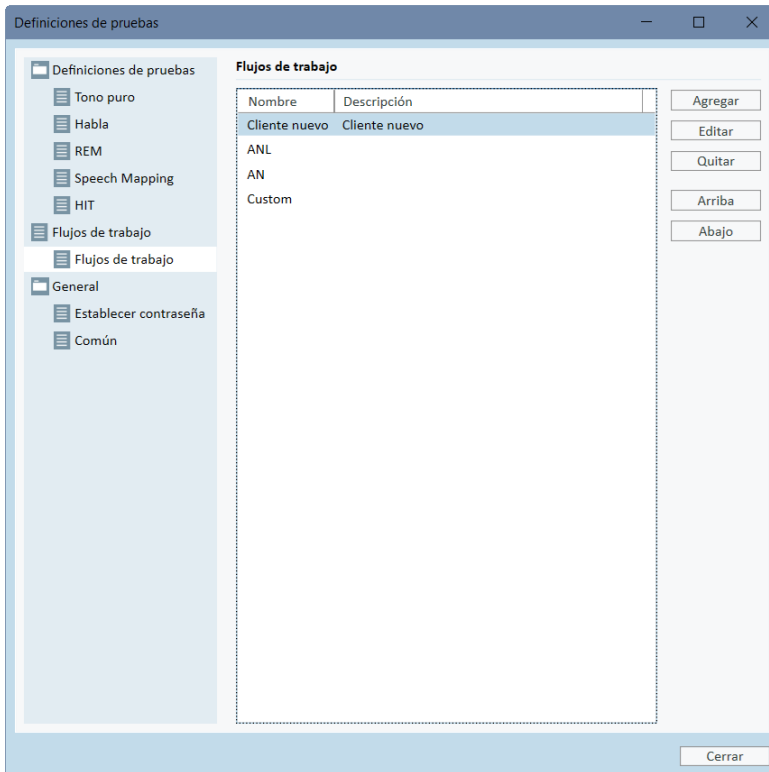 Definiciones de pruebas
Definiciones de pruebas
Tono puro
Habla
REM
Speech Mapping
HIT
Flujos de trabajo
Flujos de trabajo
General
Establecer contraseña
Común
Flujos de trabajo
Nombre Descripción
Cliente nuevo Cliente nuevo
ANL
AN
Custom
Agregar
Editar
Quitar
Arriba
Abajo
Cerrar